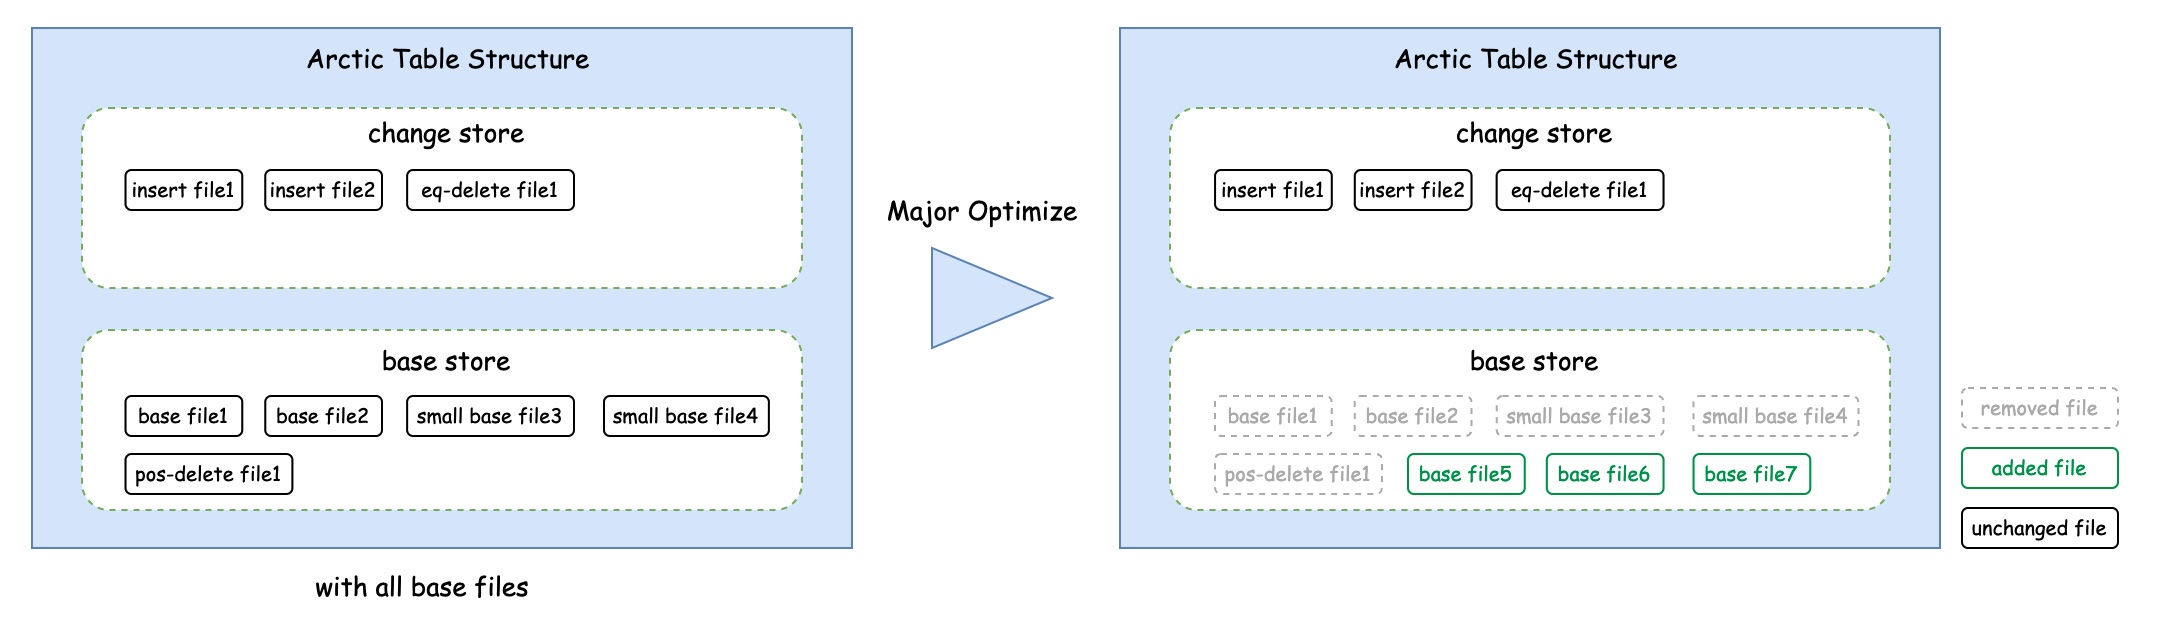 Arctic Table Structure
change store
insert file1
insert file2
eq-delete file1
base store
base file1
base file2
small base file3
small base file4
pos-delete file1
with all base files
Major Optimize
Arctic Table Structure
change store
insert file1
insert file2
eq-delete file1
base store
base file1
base file2
small base file3
small base file4
pos-delete file1
base file5
base file6
base file7
removed file
added file
unchanged file